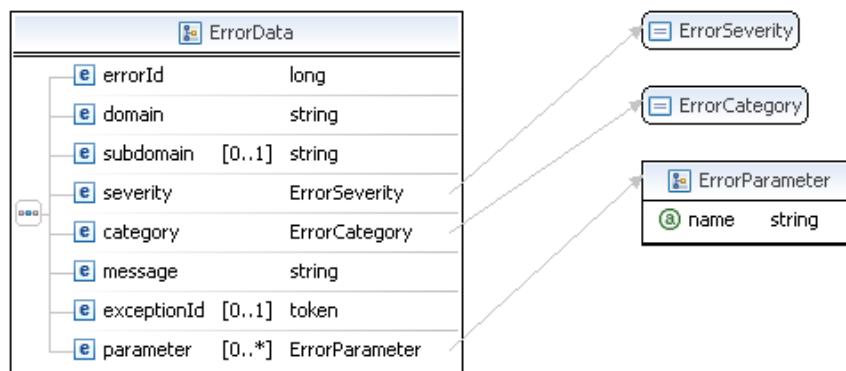 ErrorData
e errorId long
e domain string
e subdomain [0..1] string
e severity ErrorSeverity
e category ErrorCategory
e message string
e exceptionId [0..1] token
e parameter [0..*] ErrorParameter
ErrorSeverity
ErrorCategory
ErrorParameter
a name string